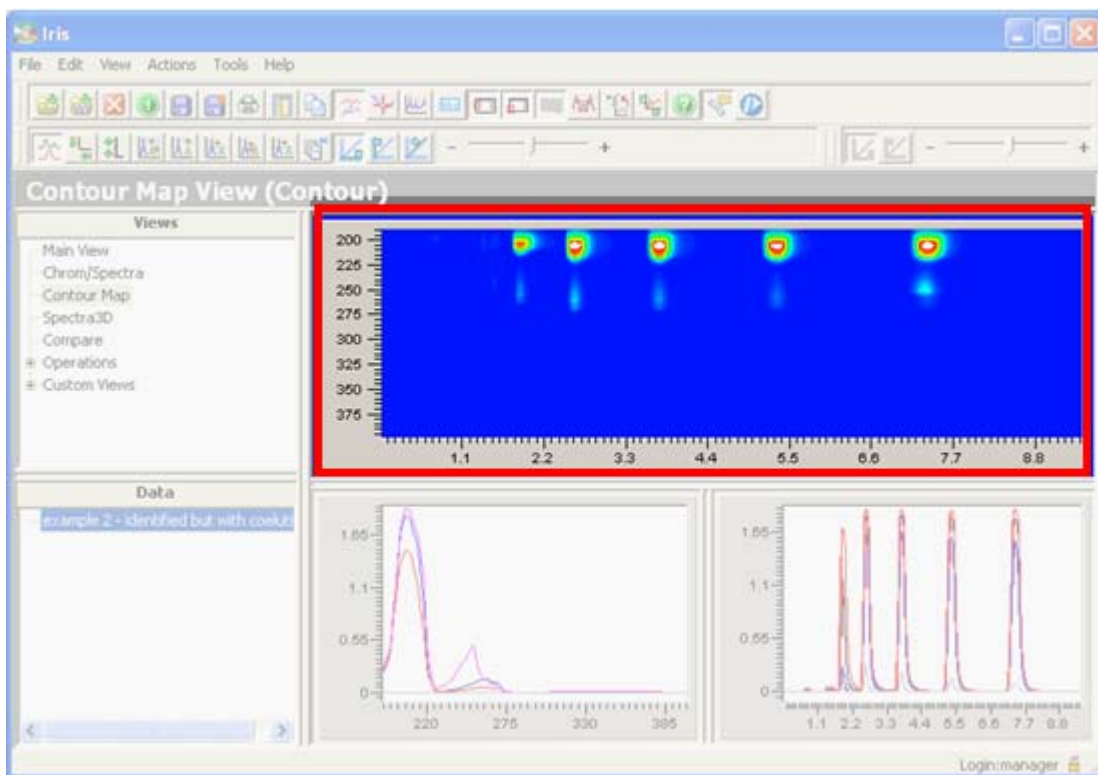 Iris
File Edit View Actions Tools Help
- +
- +
Contour Map View (Contour)
Views
Main View
Chrom/Spectra
Contour Map
Spectra3D
Compare
Operations
Custom Views
200
225
250
275
300
325
350
375
1.1 2.2 3.3 4.4 5.5 6.6 7.7 8.8
Data
example 2 - identified but with coelut
1.65
1.1
0.55
0
220 275 330 385
1.65
1.1
0.55
0
1.1 2.2 3.3 4.4 5.5 6.6 7.7 8.8
Login:manager